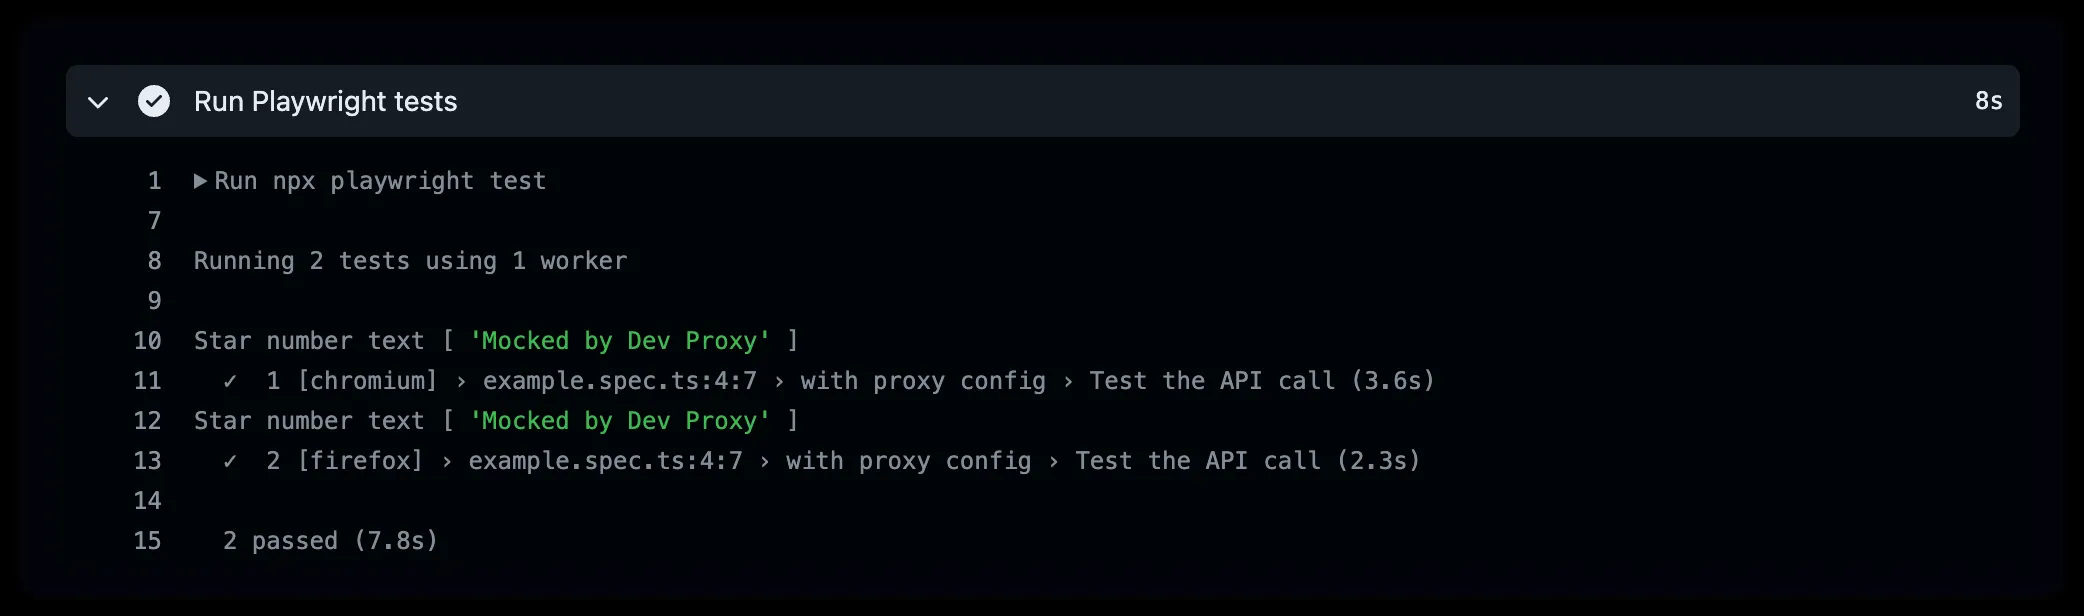 Run Playwright tests 8s
1 ▶ Run npx playwright test
7
8 Running 2 tests using 1 worker
9
10 Star number text [ 'Mocked by Dev Proxy' ]
11 ✓ 1 [chromium] › example.spec.ts:4:7 › with proxy config › Test the API call (3.6s)
12 Star number text [ 'Mocked by Dev Proxy' ]
13 ✓ 2 [firefox] › example.spec.ts:4:7 › with proxy config › Test the API call (2.3s)
14
15 2 passed (7.8s)